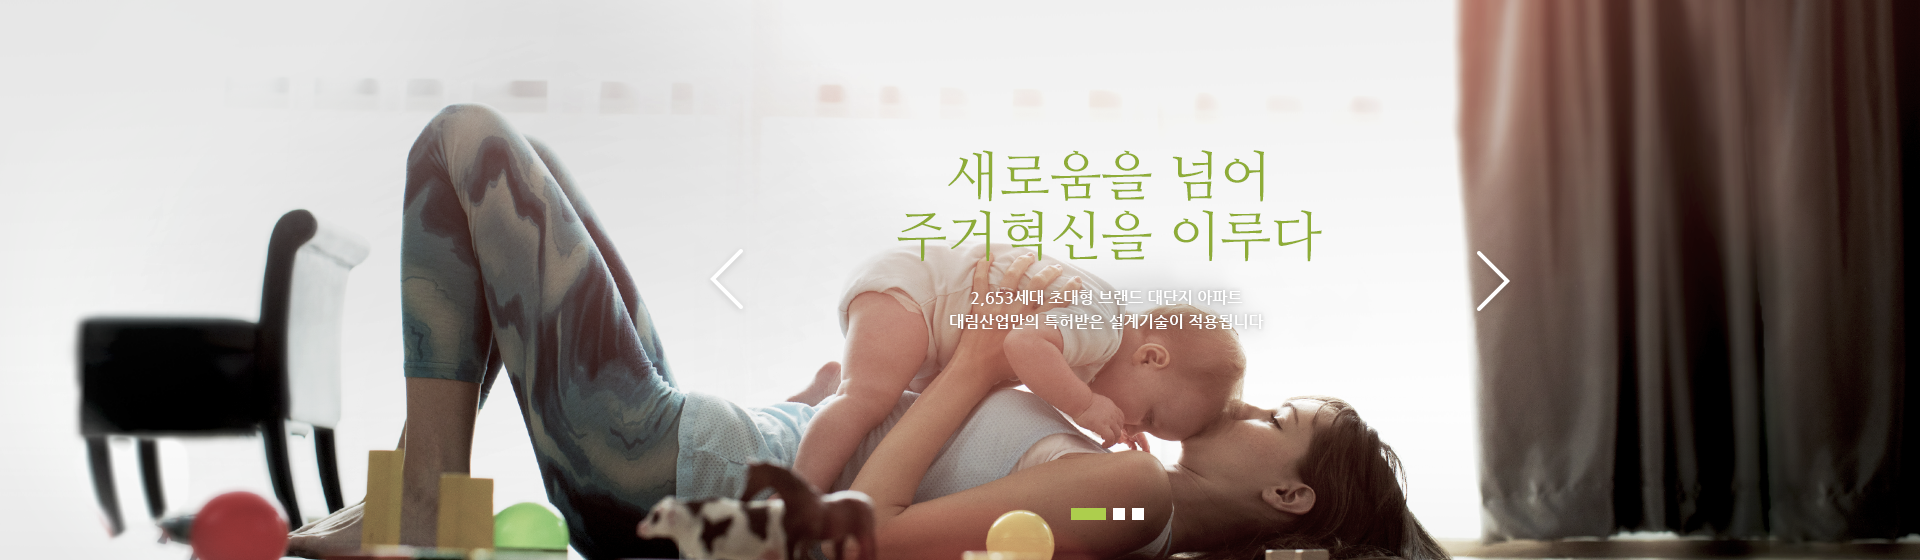 새로움을 넘어
주거혁신을 이루다
2,653세대 초대형 브랜드 대단지 아파트
대림산업만의 특허받은 설계기술이 적용됩니다